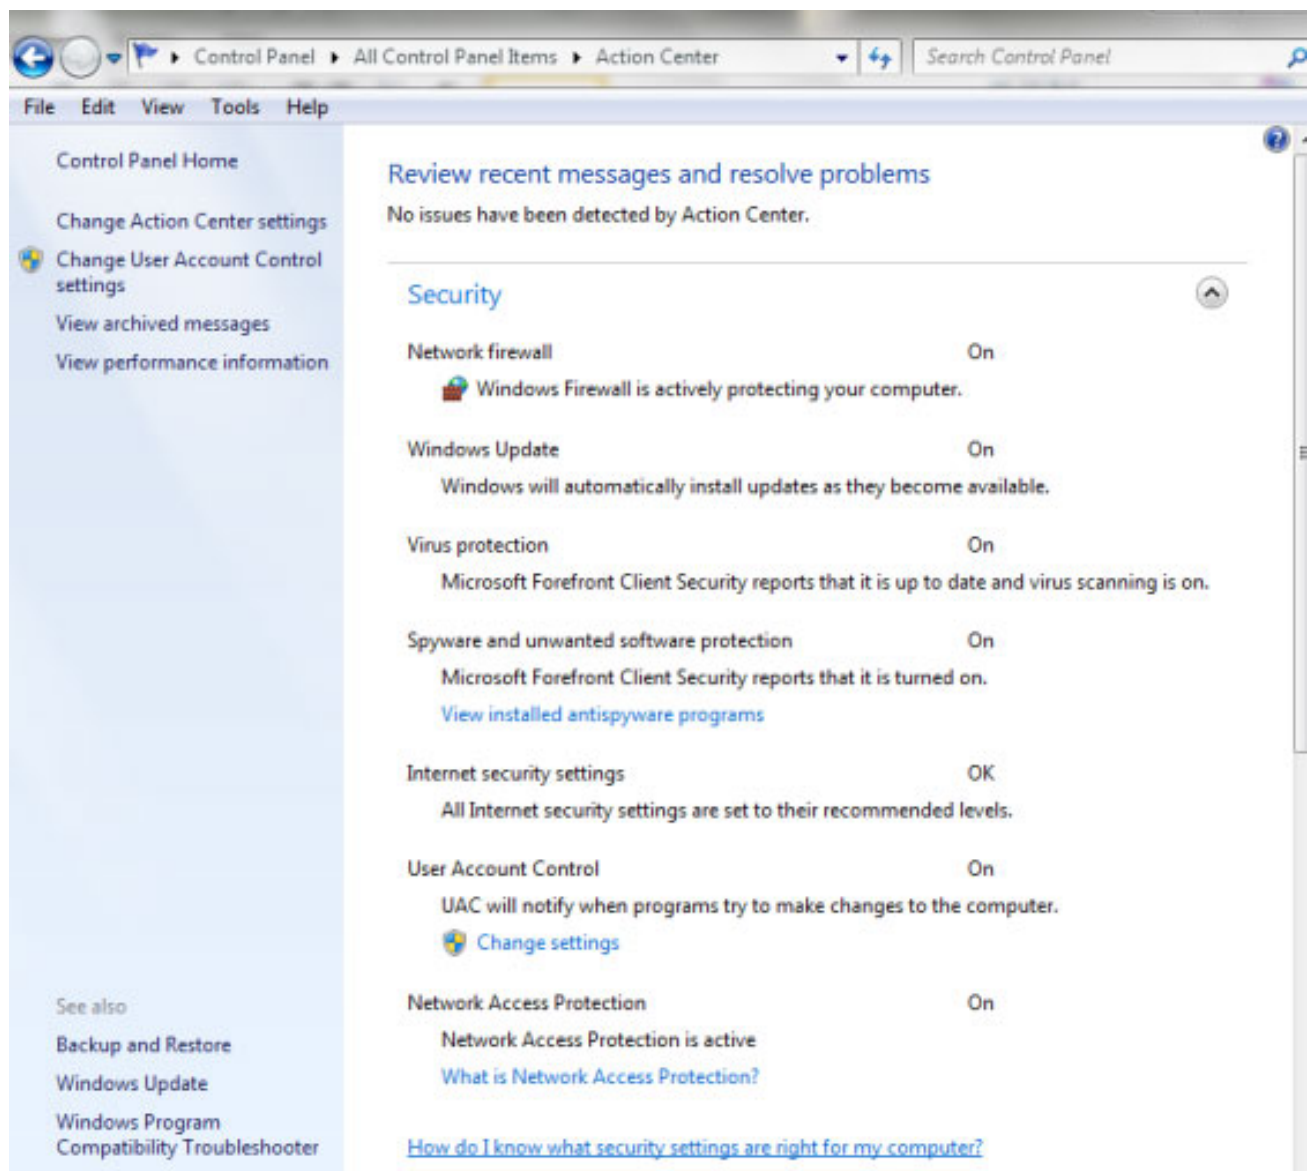 Control Panel All Control Panel Items Action Center Search Control Panel
File Edit View Tools Help
Control Panel Home
Change Action Center settings
Change User Account Control
settings
View archived messages
View performance information
See also
Backup and Restore
Windows Update
Windows Program
Compatibility Troubleshooter
Review recent messages and resolve problems
No issues have been detected by Action Center.
Security
Network firewall On
Windows Firewall is actively protecting your computer.
Windows Update On
Windows will automatically install updates as they become available.
Virus protection On
Microsoft Forefront Client Security reports that it is up to date and virus scanning is on.
Spyware and unwanted software protection On
Microsoft Forefront Client Security reports that it is turned on.
View installed antispyware programs
Internet security settings OK
All Internet security settings are set to their recommended levels.
User Account Control On
UAC will notify when programs try to make changes to the computer.
Change settings
Network Access Protection On
Network Access Protection is active
What is Network Access Protection?
How do I know what security settings are right for my computer?